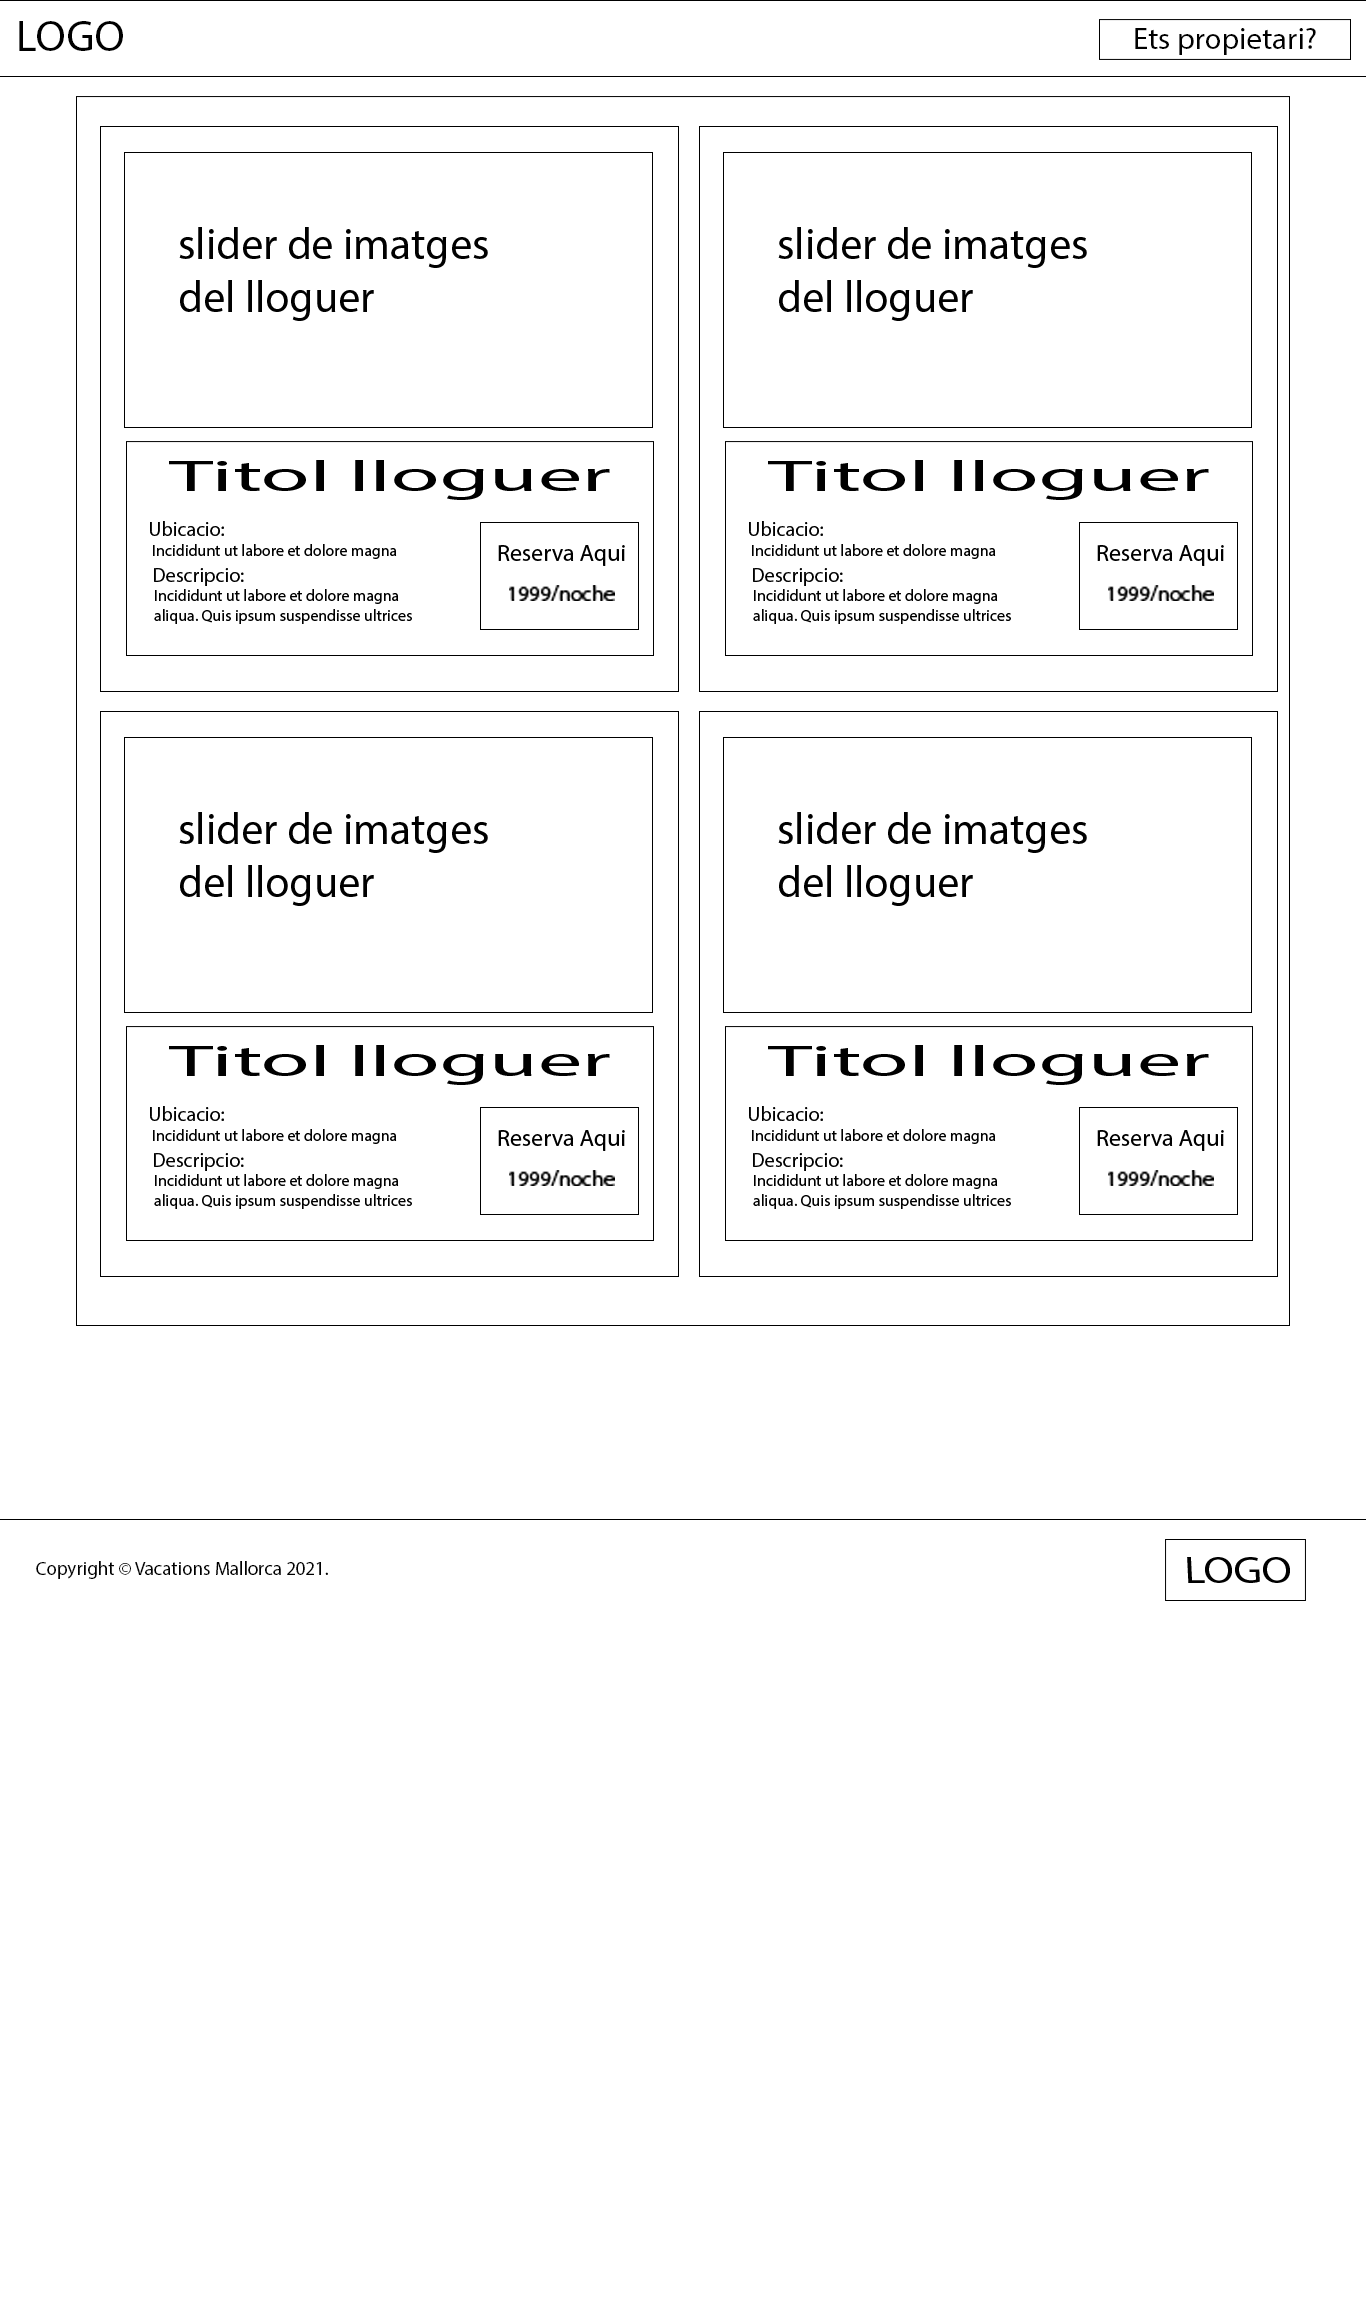 LOGO
Ets propietari?
slider de imatges
del lloguer
Titol lloguer
Ubicacio:
Incididunt ut labore et dolore magna
Descripcio:
Incididunt ut labore et dolore magna
aliqua. Quis ipsum suspendisse ultrices
Reserva Aqui
1999/noche
slider de imatges
del lloguer
Titol lloguer
Ubicacio:
Incididunt ut labore et dolore magna
Descripcio:
Incididunt ut labore et dolore magna
aliqua. Quis ipsum suspendisse ultrices
Reserva Aqui
1999/noche
slider de imatges
del lloguer
Titol lloguer
Ubicacio:
Incididunt ut labore et dolore magna
Descripcio:
Incididunt ut labore et dolore magna
aliqua. Quis ipsum suspendisse ultrices
Reserva Aqui
1999/noche
slider de imatges
del lloguer
Titol lloguer
Ubicacio:
Incididunt ut labore et dolore magna
Descripcio:
Incididunt ut labore et dolore magna
aliqua. Quis ipsum suspendisse ultrices
Reserva Aqui
1999/noche
Copyright © Vacations Mallorca 2021.
LOGO